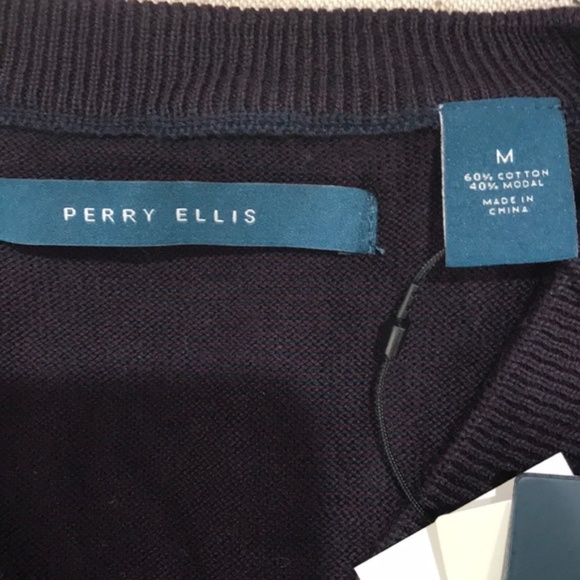 PERRY ELLIS
M
60% COTTON
40% MODAL
MADE IN
CHINA